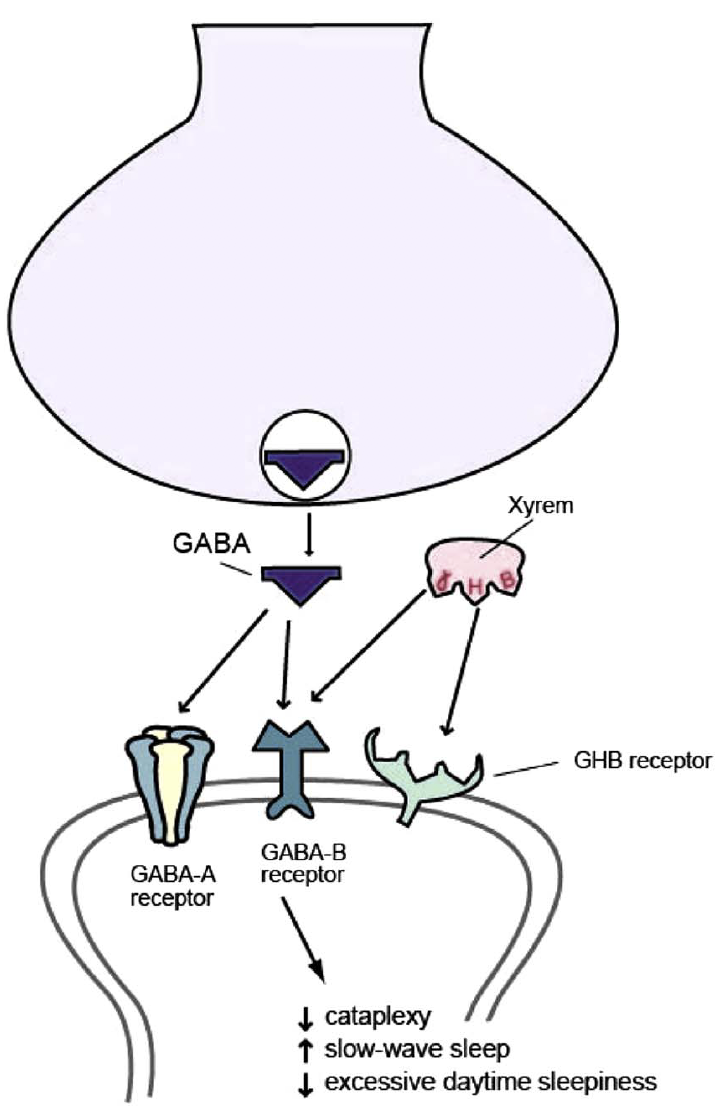 Xyrem
GABA
γ H B
GHB receptor
GABA-A
receptor
GABA-B
receptor
↓ cataplexy
↑ slow-wave sleep
↓ excessive daytime sleepiness